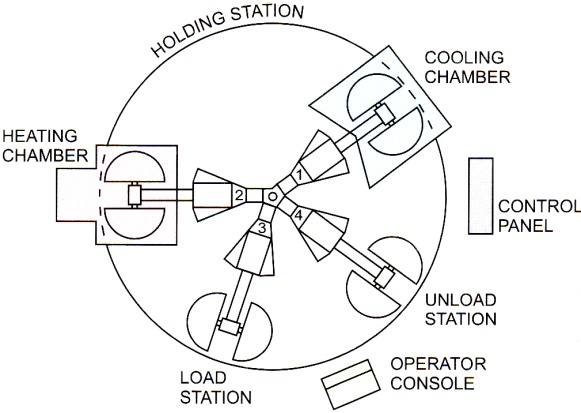 HOLDING STATION
COOLING
CHAMBER
HEATING
CHAMBER
1
2
4
3
CONTROL
PANEL
UNLOAD
STATION
OPERATOR
CONSOLE
LOAD
STATION